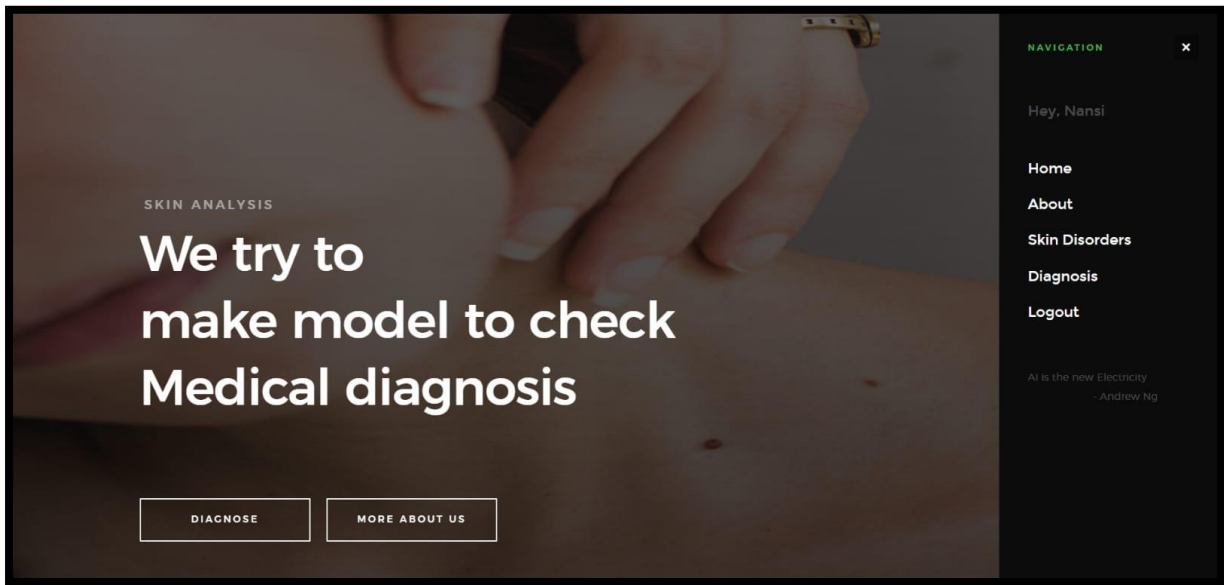 SKIN ANALYSIS
We try to
make model to check
Medical diagnosis
DIAGNOSE
MORE ABOUT US
NAVIGATION
×
Hey, Nansi
Home
About
Skin Disorders
Diagnosis
Logout
AI is the new Electricity
- Andrew Ng